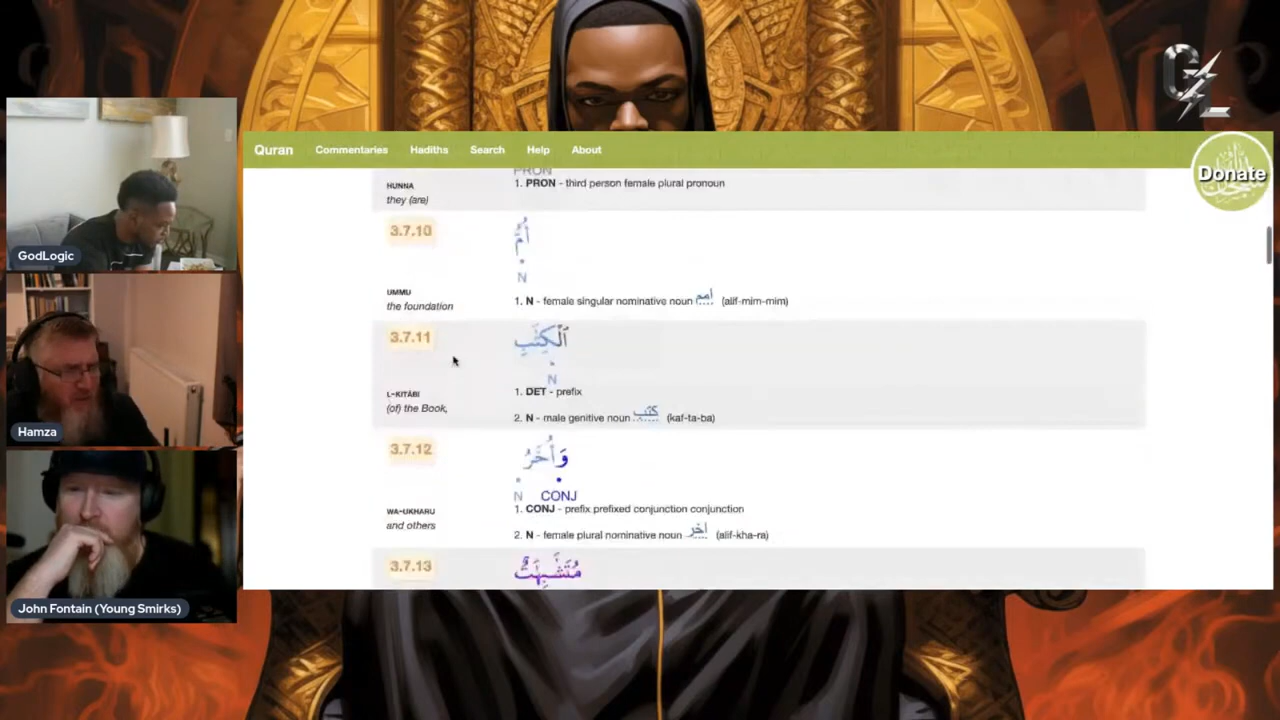 Quran Commentaries Hadiths Search Help About
Donate
PRON
HUNNA
they (are)
1. PRON - third person female plural pronoun
3.7.10
أُمُّ
N
UMMU
the foundation
1. N - female singular nominative noun امم (alif-mim-mim)
3.7.11
ٱلْكِتَٰبِ
N
L-KITĀBI
(of) the Book,
1. DET - prefix
2. N - male genitive noun كتب (kaf-ta-ba)
3.7.12
وَأُخَرُ
N CONJ
WA-UKHARU
and others
1. CONJ - prefix prefixed conjunction conjunction
2. N - female plural nominative noun اخر (alif-kha-ra)
3.7.13
مُتَشَٰبِهَٰتٌ
GodLogic
Hamza
John Fontain (Young Smirks)